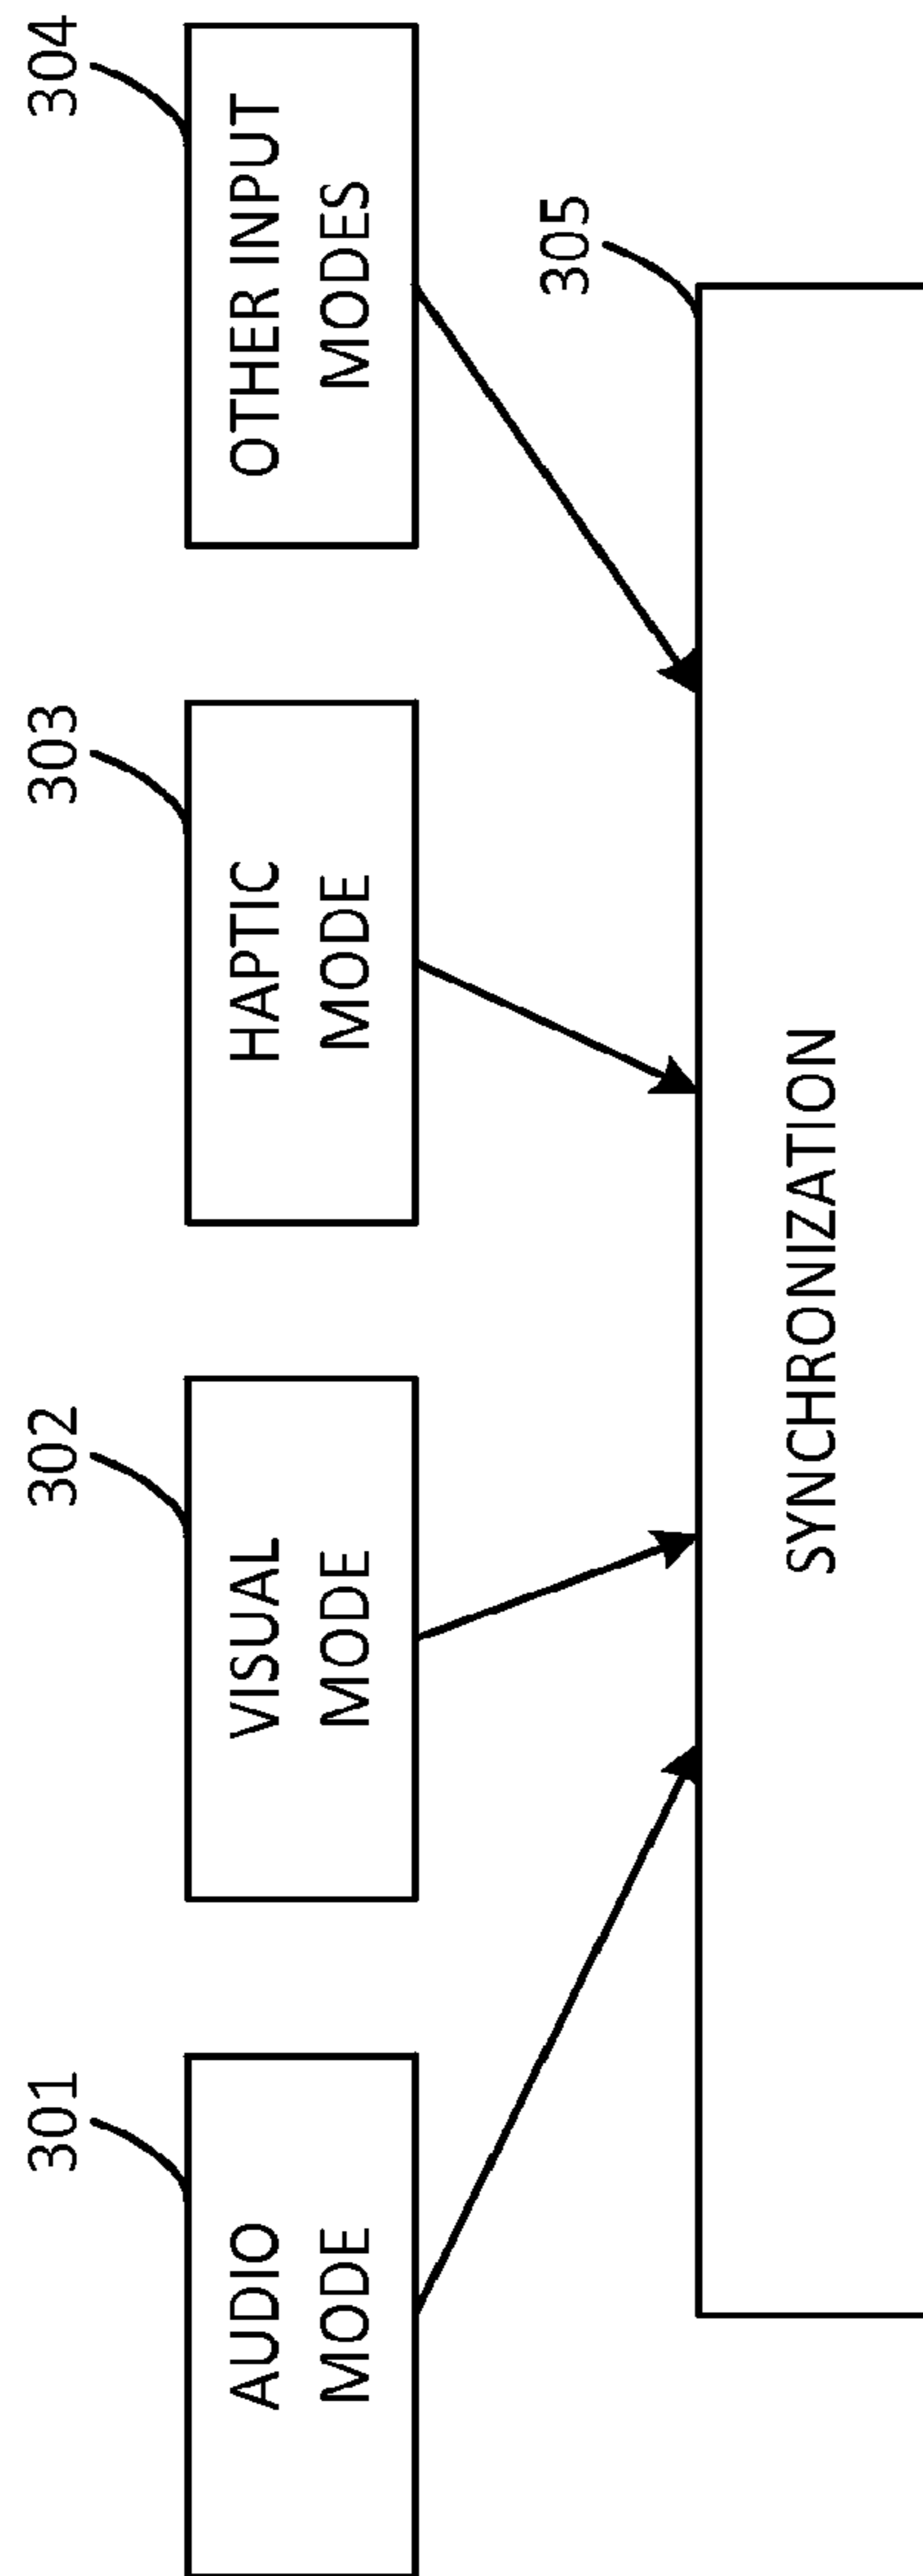 301
302
303
304
AUDIO
MODE
VISUAL
MODE
HAPTIC
MODE
OTHER INPUT
MODES
305
SYNCHRONIZATION